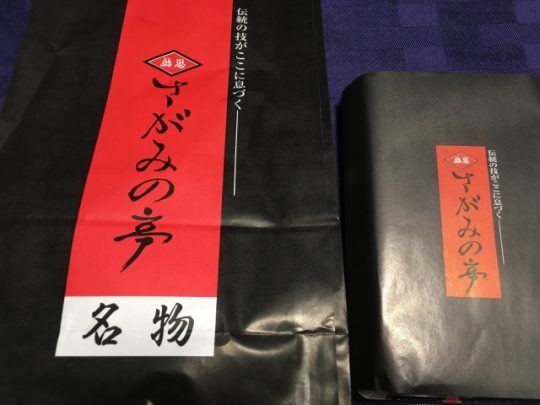 伝統の技がここに息づく
さがみの亭
名物
伝統の技がここに息づく
さがみの亭